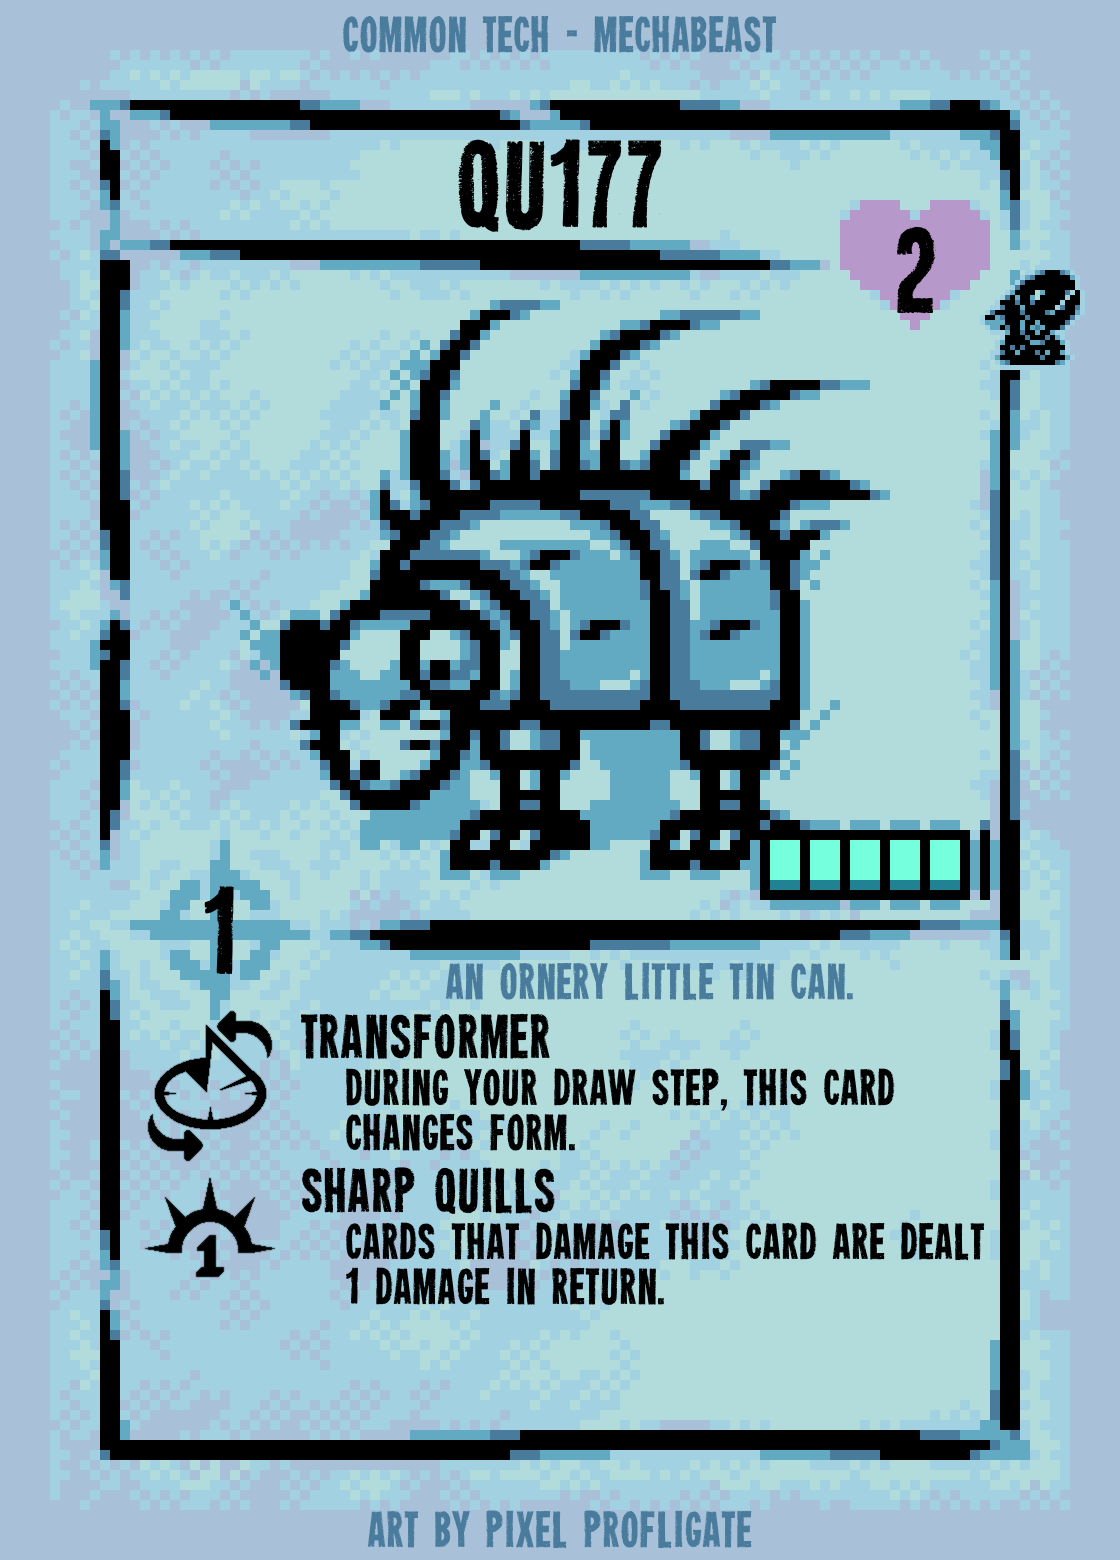 COMMON TECH - MECHABEAST
QU177
2
1
AN ORNERY LITTLE TIN CAN.
TRANSFORMER
DURING YOUR DRAW STEP, THIS CARD
CHANGES FORM.
SHARP QUILLS
1
CARDS THAT DAMAGE THIS CARD ARE DEALT
1 DAMAGE IN RETURN.
ART BY PIXEL PROFLIGATE